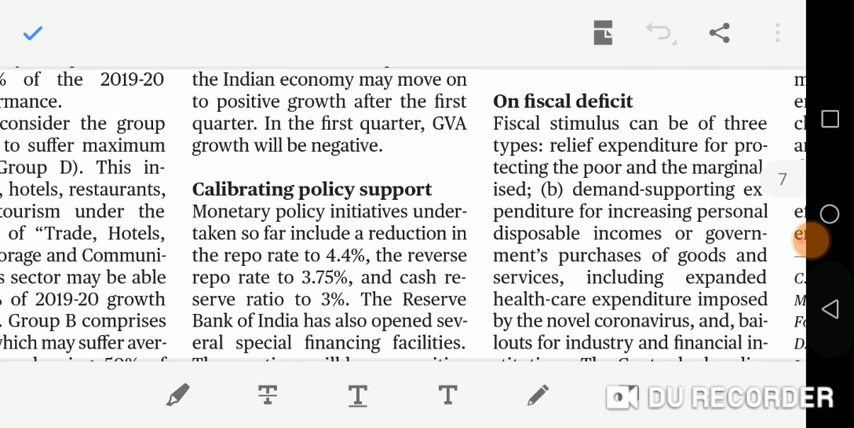 % of the 2019-20
rmance.
consider the group
to suffer maximum
Group D). This in-
, hotels, restaurants,
tourism under the
of “Trade, Hotels,
orage and Communi-
s sector may be able
% of 2019-20 growth
. Group B comprises
which may suffer aver-
the Indian economy may move on
to positive growth after the first
quarter. In the first quarter, GVA
growth will be negative.
Calibrating policy support
Monetary policy initiatives under-
taken so far include a reduction in
the repo rate to 4.4%, the reverse
repo rate to 3.75%, and cash re-
serve ratio to 3%. The Reserve
Bank of India has also opened sev-
eral special financing facilities.
On fiscal deficit
Fiscal stimulus can be of three
types: relief expenditure for pro-
tecting the poor and the marginal
ised; (b) demand-supporting ex
penditure for increasing personal
disposable incomes or govern-
ment’s purchases of goods and
services, including expanded
health-care expenditure imposed
by the novel coronavirus, and, bai-
louts for industry and financial in-
7
T
T
T
DU RECORDER